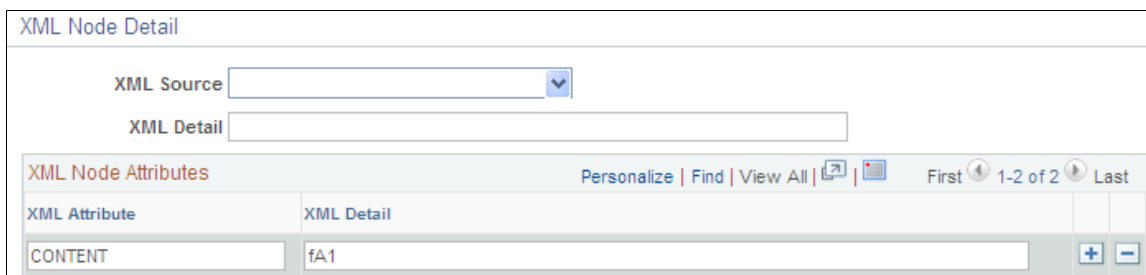 XML Node Detail
XML Source
XML Detail
XML Node Attributes Personalize | Find | View All | | First 1-2 of 2 Last
XML Attribute XML Detail
CONTENT fA1